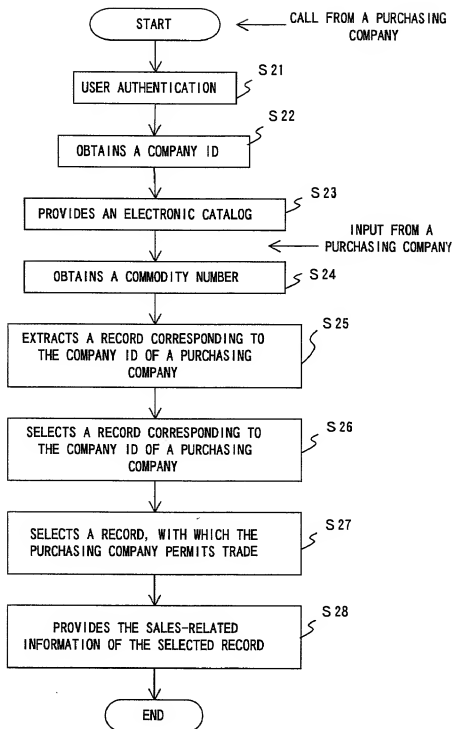 START
CALL FROM A PURCHASING
COMPANY
S21
USER AUTHENTICATION
S22
OBTAINS A COMPANY ID
S23
PROVIDES AN ELECTRONIC CATALOG
INPUT FROM A
PURCHASING COMPANY
S24
OBTAINS A COMMODITY NUMBER
S25
EXTRACTS A RECORD CORRESPONDING TO
THE COMPANY ID OF A PURCHASING
COMPANY
S26
SELECTS A RECORD CORRESPONDING TO
THE COMPANY ID OF A PURCHASING
COMPANY
S27
SELECTS A RECORD, WITH WHICH THE
PURCHASING COMPANY PERMITS TRADE
S28
PROVIDES THE SALES-RELATED
INFORMATION OF THE SELECTED RECORD
END